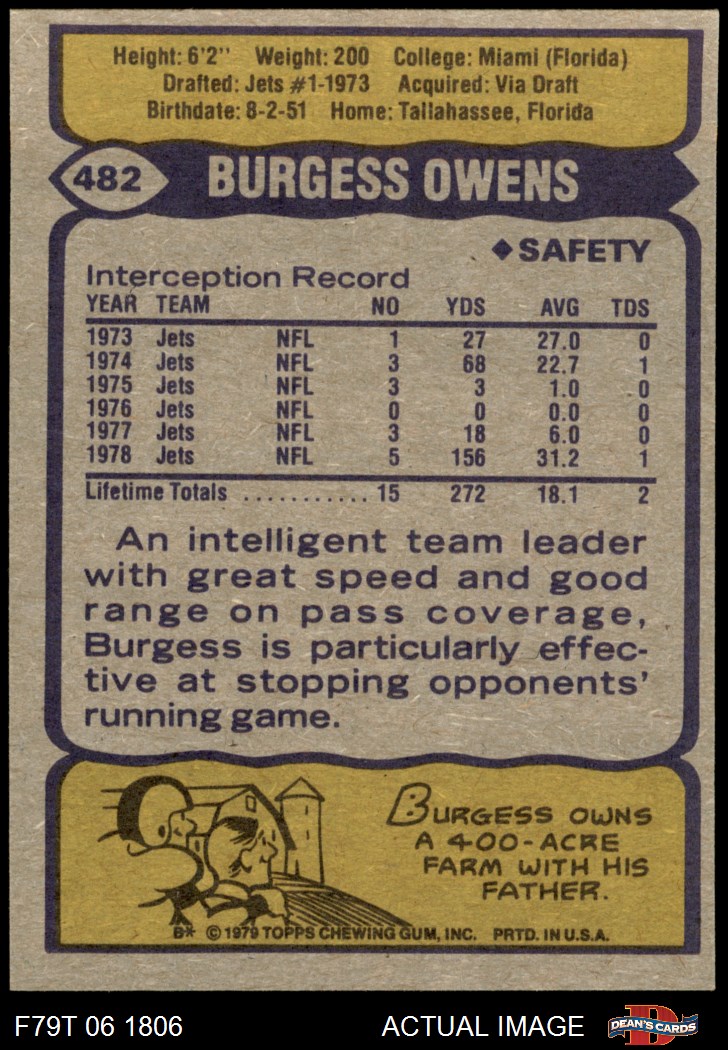 Height: 6'2" Weight: 200 College: Miami (Florida)
Drafted: Jets #1-1973 Acquired: Via Draft
Birthdate: 8-2-51 Home: Tallahassee, Florida
482 BURGESS OWENS
◆ SAFETY
Interception Record
YEAR TEAM NO YDS AVG TDS
1973 Jets NFL 1 27 27.0 0
1974 Jets NFL 3 68 22.7 1
1975 Jets NFL 3 3 1.0 0
1976 Jets NFL 0 0 0.0 0
1977 Jets NFL 3 18 6.0 0
1978 Jets NFL 5 156 31.2 1
Lifetime Totals ........... 15 272 18.1 2
An intelligent team leader
with great speed and good
range on pass coverage,
Burgess is particularly effec-
tive at stopping opponents'
running game.
BURGESS OWNS
A 400-ACRE
FARM WITH HIS
FATHER.
B* © 1979 TOPPS CHEWING GUM, INC. PRTD. IN U.S.A.
F79T 06 1806 ACTUAL IMAGE D DEAN'S CARDS